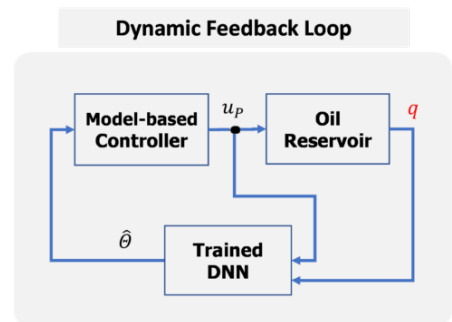 Dynamic Feedback Loop
Model-based
Controller
u_P
Oil
Reservoir
q
Θ̂
Trained
DNN